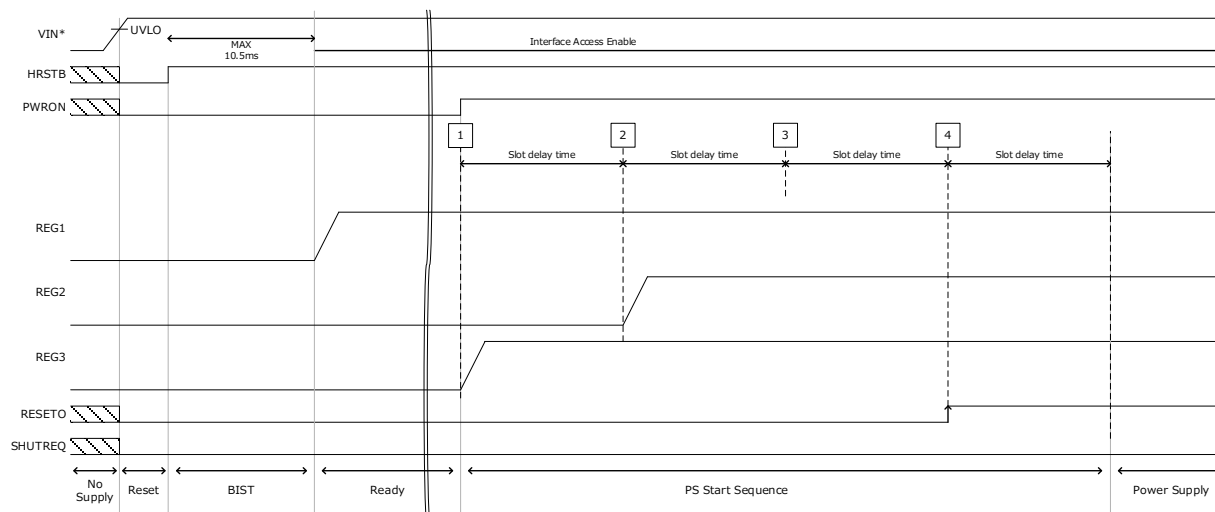 VIN*
UVLO
MAX
10.5ms
Interface Access Enable
HRSTB
PWRON
1
2
3
4
Slot delay time
Slot delay time
Slot delay time
Slot delay time
REG1
REG2
REG3
RESETO
SHUTREQ
No
Supply
Reset
BIST
Ready
PS Start Sequence
Power Supply